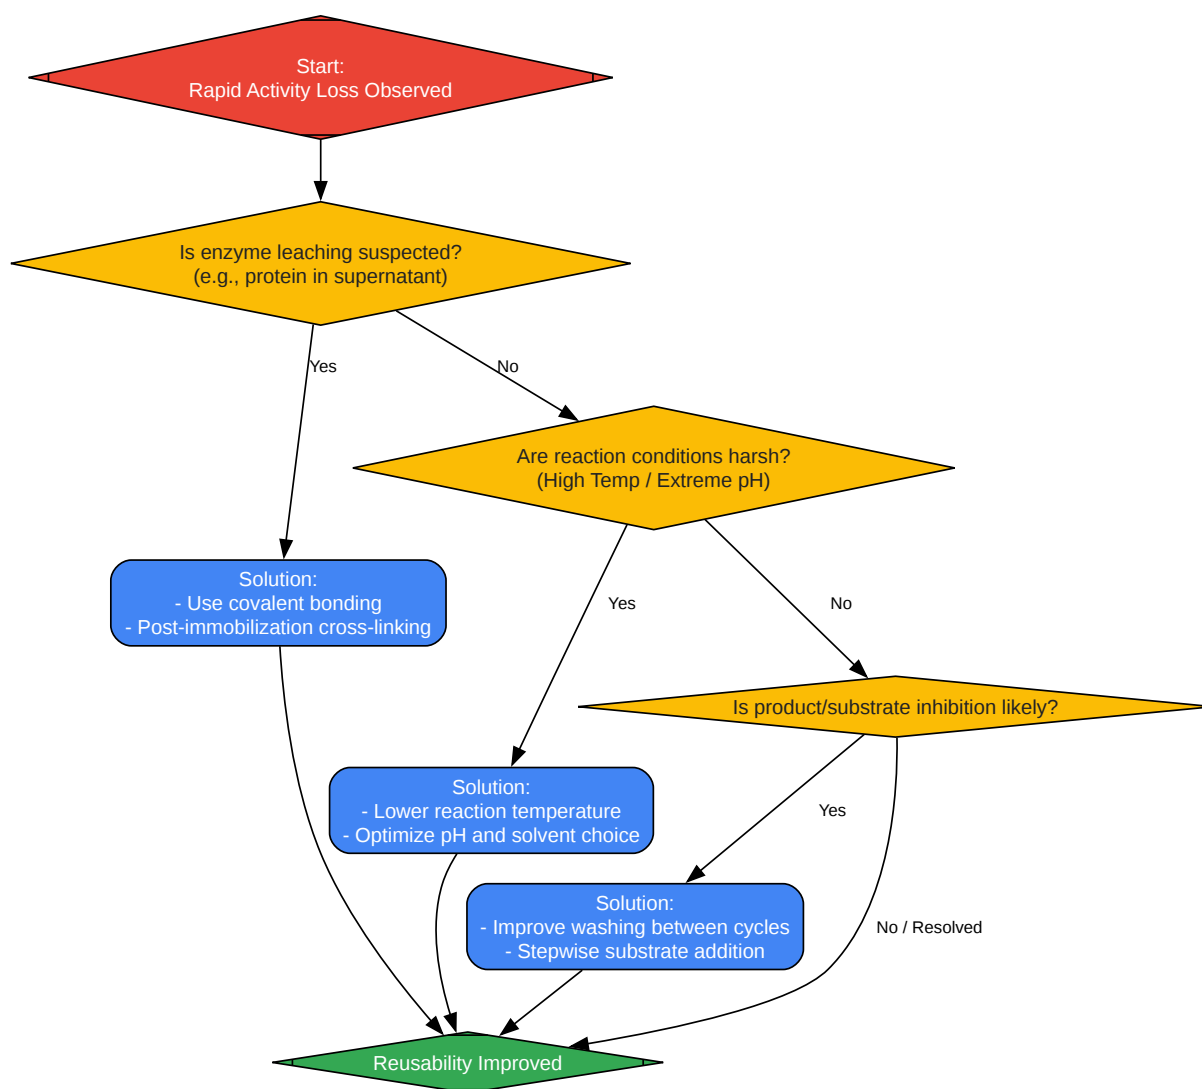 Start:
Rapid Activity Loss Observed
Is enzyme leaching suspected?
(e.g., protein in supernatant)
Yes
No
Are reaction conditions harsh?
(High Temp / Extreme pH)
Solution:
- Use covalent bonding
- Post-immobilization cross-linking
Yes
No
Is product/substrate inhibition likely?
Solution:
- Lower reaction temperature
- Optimize pH and solvent choice
Yes
Solution:
- Improve washing between cycles
- Stepwise substrate addition
No / Resolved
Reusability Improved